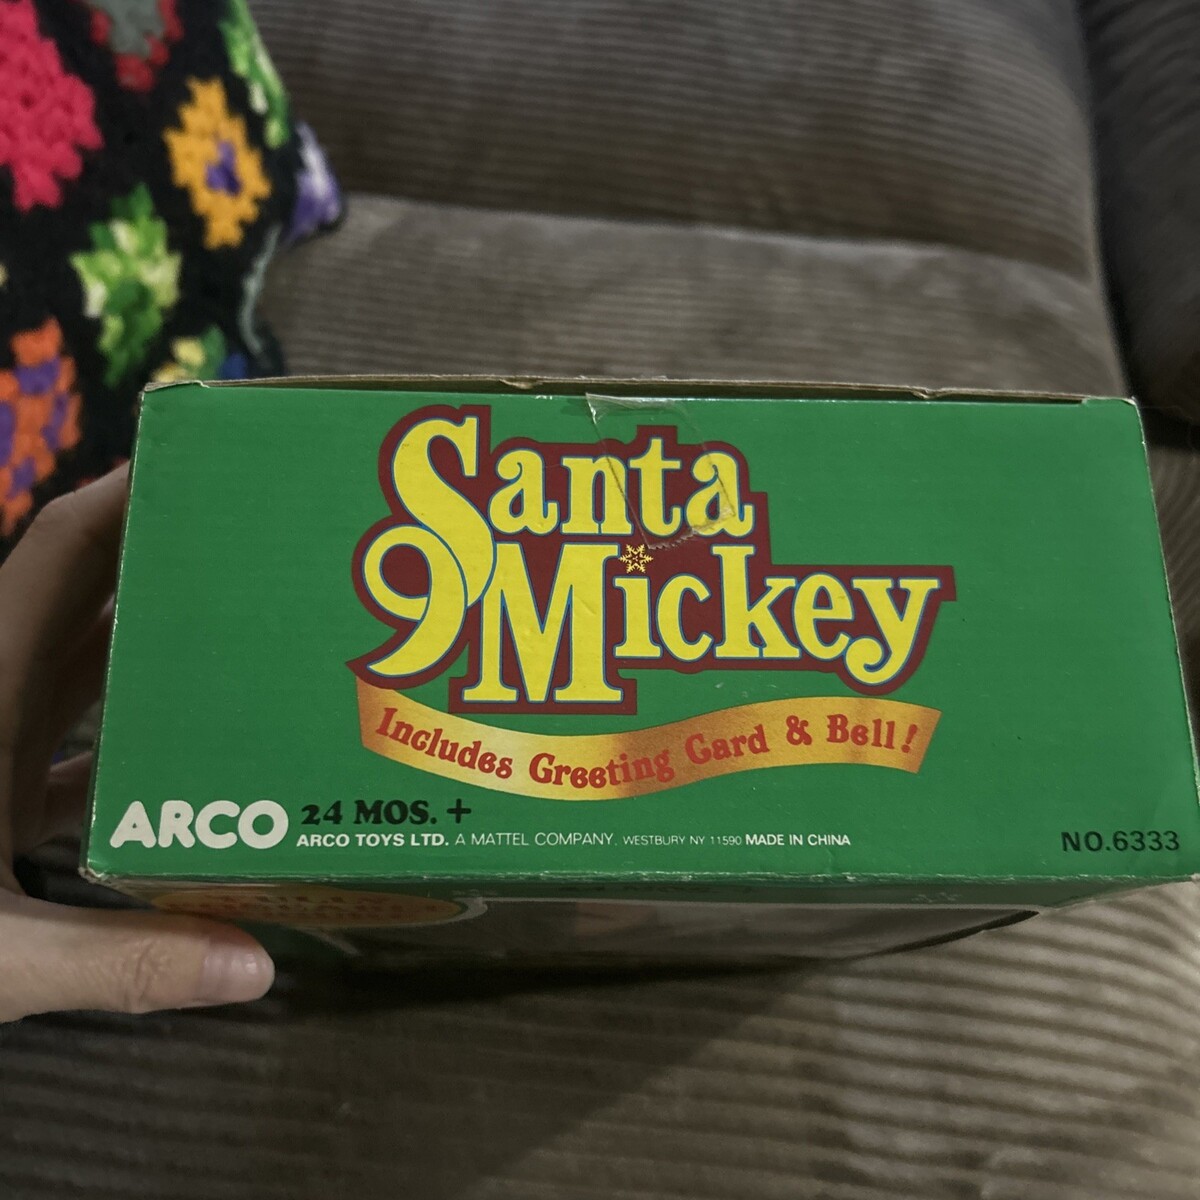 Santa
Mickey
Includes Greeting Card & Bell!
ARCO 24 MOS. +
ARCO TOYS LTD. A MATTEL COMPANY. WESTBURY NY 11590 MADE IN CHINA
NO.6333